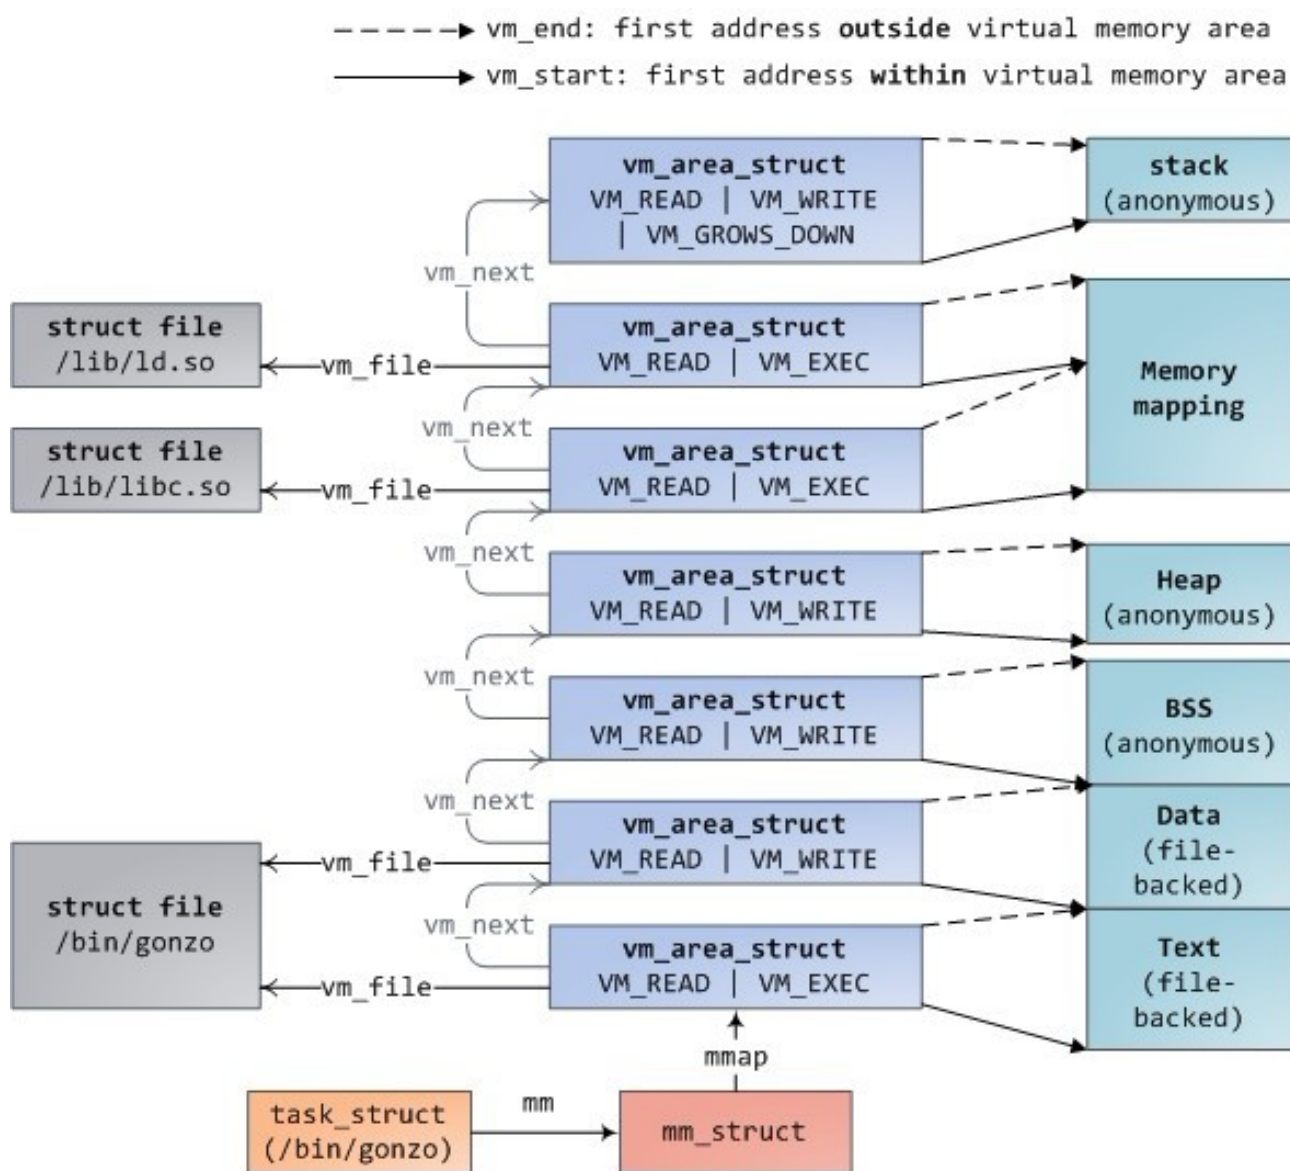 vm_end: first address outside virtual memory area
vm_start: first address within virtual memory area
vm_area_struct
VM_READ | VM_WRITE
| VM_GROWS_DOWN
stack
(anonymous)
vm_next
struct file
/lib/ld.so
vm_file
vm_area_struct
VM_READ | VM_EXEC
Memory
mapping
vm_next
struct file
/lib/libc.so
vm_file
vm_area_struct
VM_READ | VM_EXEC
vm_next
vm_area_struct
VM_READ | VM_WRITE
Heap
(anonymous)
vm_next
vm_area_struct
VM_READ | VM_WRITE
BSS
(anonymous)
vm_next
vm_area_struct
VM_READ | VM_WRITE
Data
(file-
backed)
vm_file
struct file
/bin/gonzo
vm_next
vm_file
vm_area_struct
VM_READ | VM_EXEC
Text
(file-
backed)
mmap
task_struct
(/bin/gonzo)
mm
mm_struct